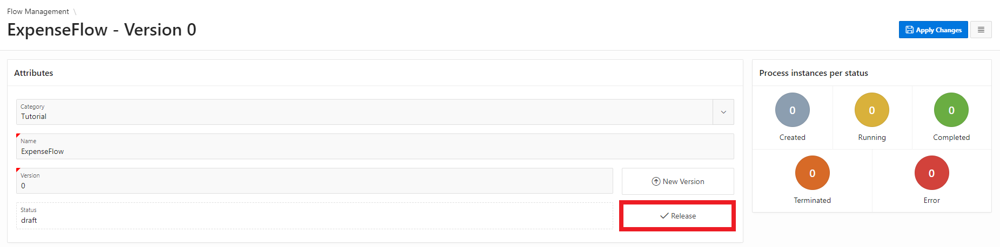 Flow Management \
ExpenseFlow - Version 0
Apply Changes
Attributes
Category
Tutorial
Name
ExpenseFlow
Version
0
New Version
Status
draft
Release
Process instances per status
0
Created
0
Running
0
Completed
0
Terminated
0
Error